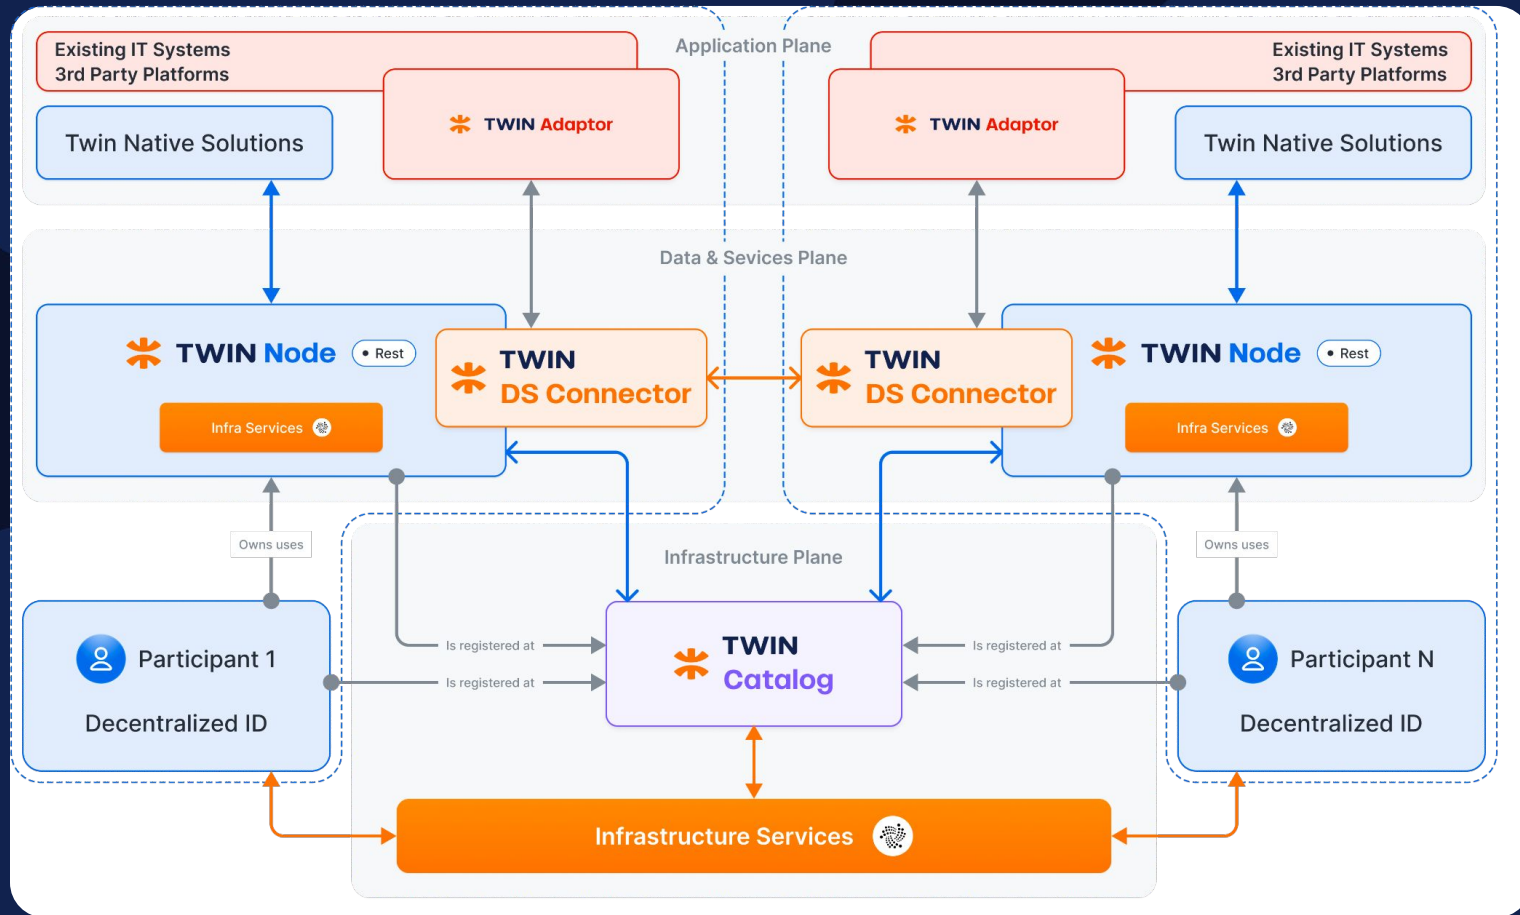 Application Plane
Existing IT Systems
3rd Party Platforms
TWIN Adaptor
Twin Native Solutions
Existing IT Systems
3rd Party Platforms
TWIN Adaptor
Twin Native Solutions
Data & Sevices Plane
TWIN Node
Rest
Infra Services
TWIN
DS Connector
TWIN
DS Connector
TWIN Node
Rest
Infra Services
Owns uses
Owns uses
Infrastructure Plane
Participant 1
Decentralized ID
Is registered at
Is registered at
TWIN
Catalog
Is registered at
Is registered at
Participant N
Decentralized ID
Infrastructure Services